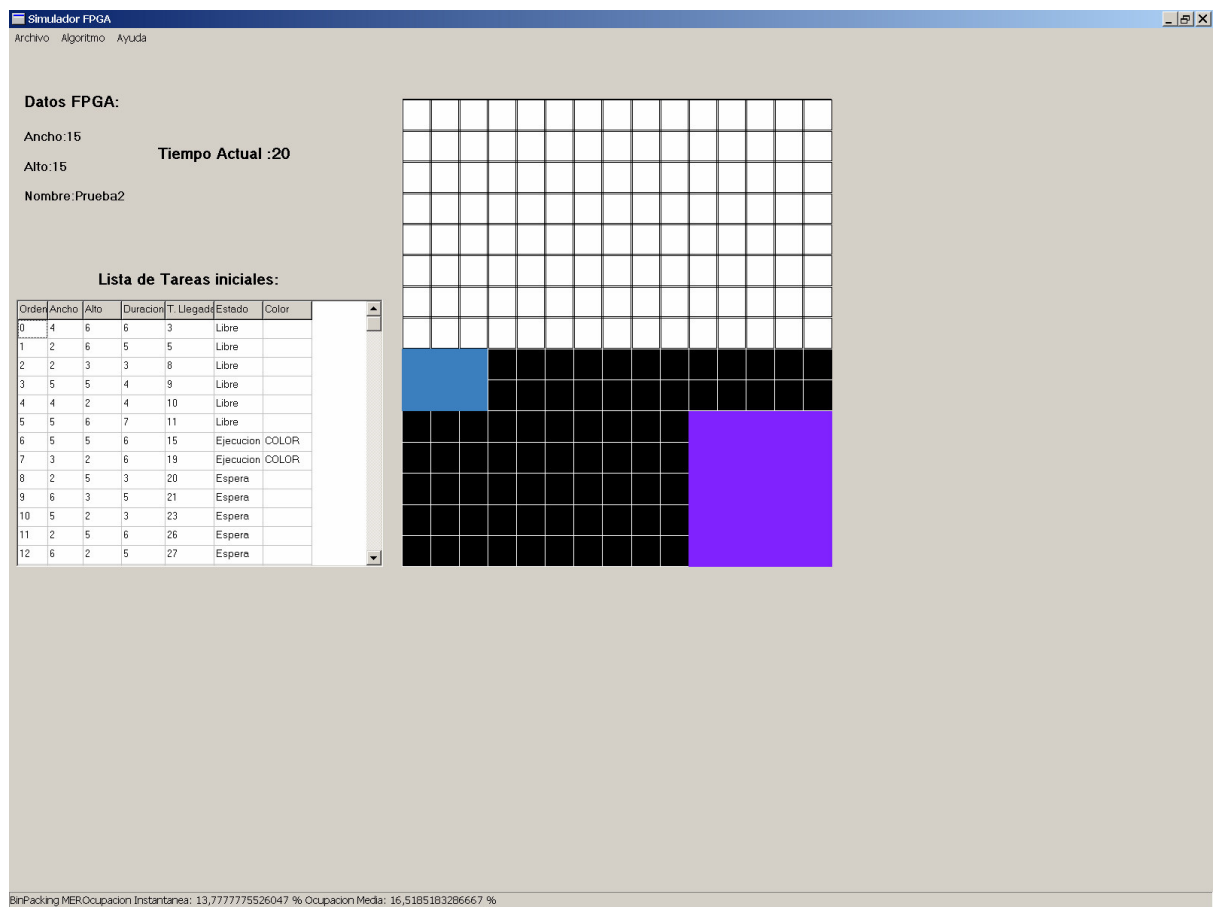 Simulador FPGA
Archivo Algoritmo Ayuda
Datos FPGA:
Ancho:15
Tiempo Actual :20
Alto:15
Nombre:Prueba2
Lista de Tareas iniciales:
Orden Ancho Alto Duracion T. Llegada Estado Color
0 4 6 6 3 Libre
1 2 6 5 5 Libre
2 2 3 3 8 Libre
3 5 5 4 9 Libre
4 4 2 4 10 Libre
5 5 6 7 11 Libre
6 5 5 6 15 Ejecucion COLOR
7 3 2 6 19 Ejecucion COLOR
8 2 5 3 20 Espera
9 6 3 5 21 Espera
10 5 2 3 23 Espera
11 2 5 6 26 Espera
12 6 2 5 27 Espera
BinPacking MEROcupacion Instantanea: 13,7777775526047 % Ocupacion Media: 16,5185183286667 %